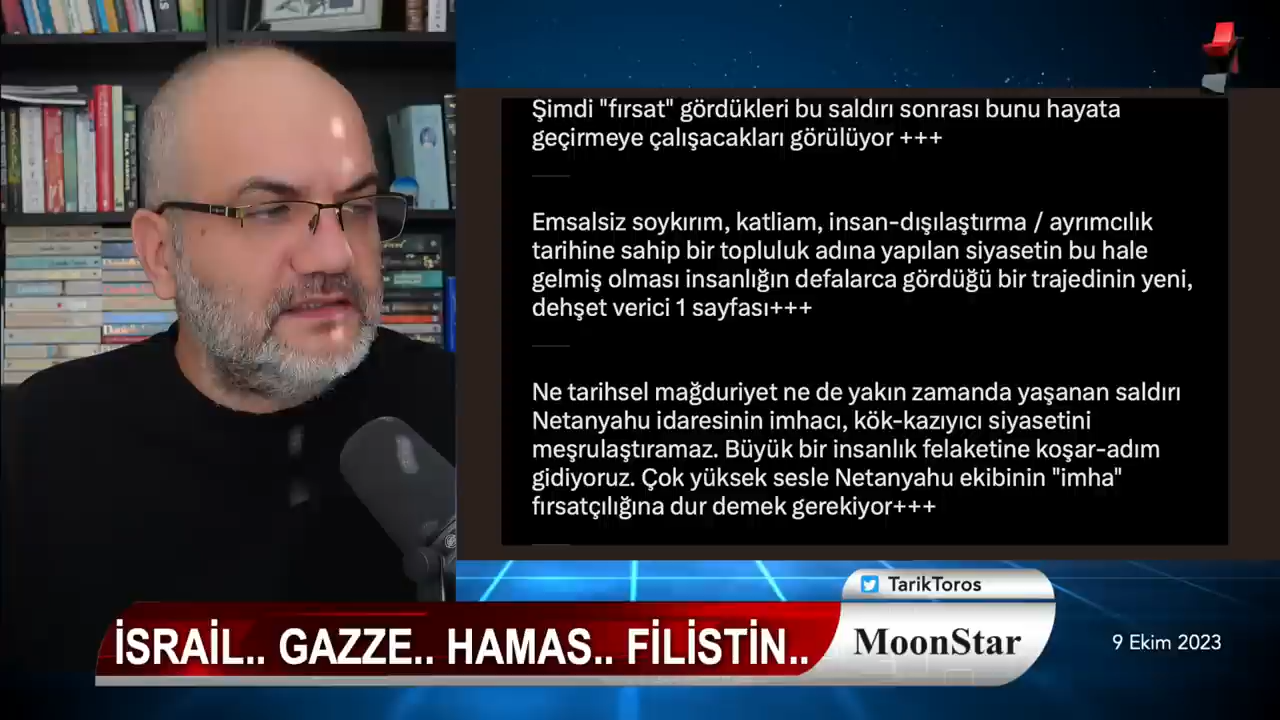 Şimdi "fırsat" gördükleri bu saldırı sonrası bunu hayata
geçirmeye çalışacakları görülüyor +++
Emsalsiz soykırım, katliam, insan-dışılaştırma / ayrımcılık
tarihine sahip bir topluluk adına yapılan siyasetin bu hale
gelmiş olması insanlığın defalarca gördüğü bir trajedinin yeni,
dehşet verici 1 sayfası+++
Ne tarihsel mağduriyet ne de yakın zamanda yaşanan saldırı
Netanyahu idaresinin imhacı, kök-kazıyıcı siyasetini
meşrulaştıramaz. Büyük bir insanlık felaketine koşar-adım
gidiyoruz. Çok yüksek sesle Netanyahu ekibinin "imha"
fırsatçılığına dur demek gerekiyor+++
TarikToros
İSRAİL.. GAZZE.. HAMAS.. FİLİSTİN..
MoonStar
9 Ekim 2023